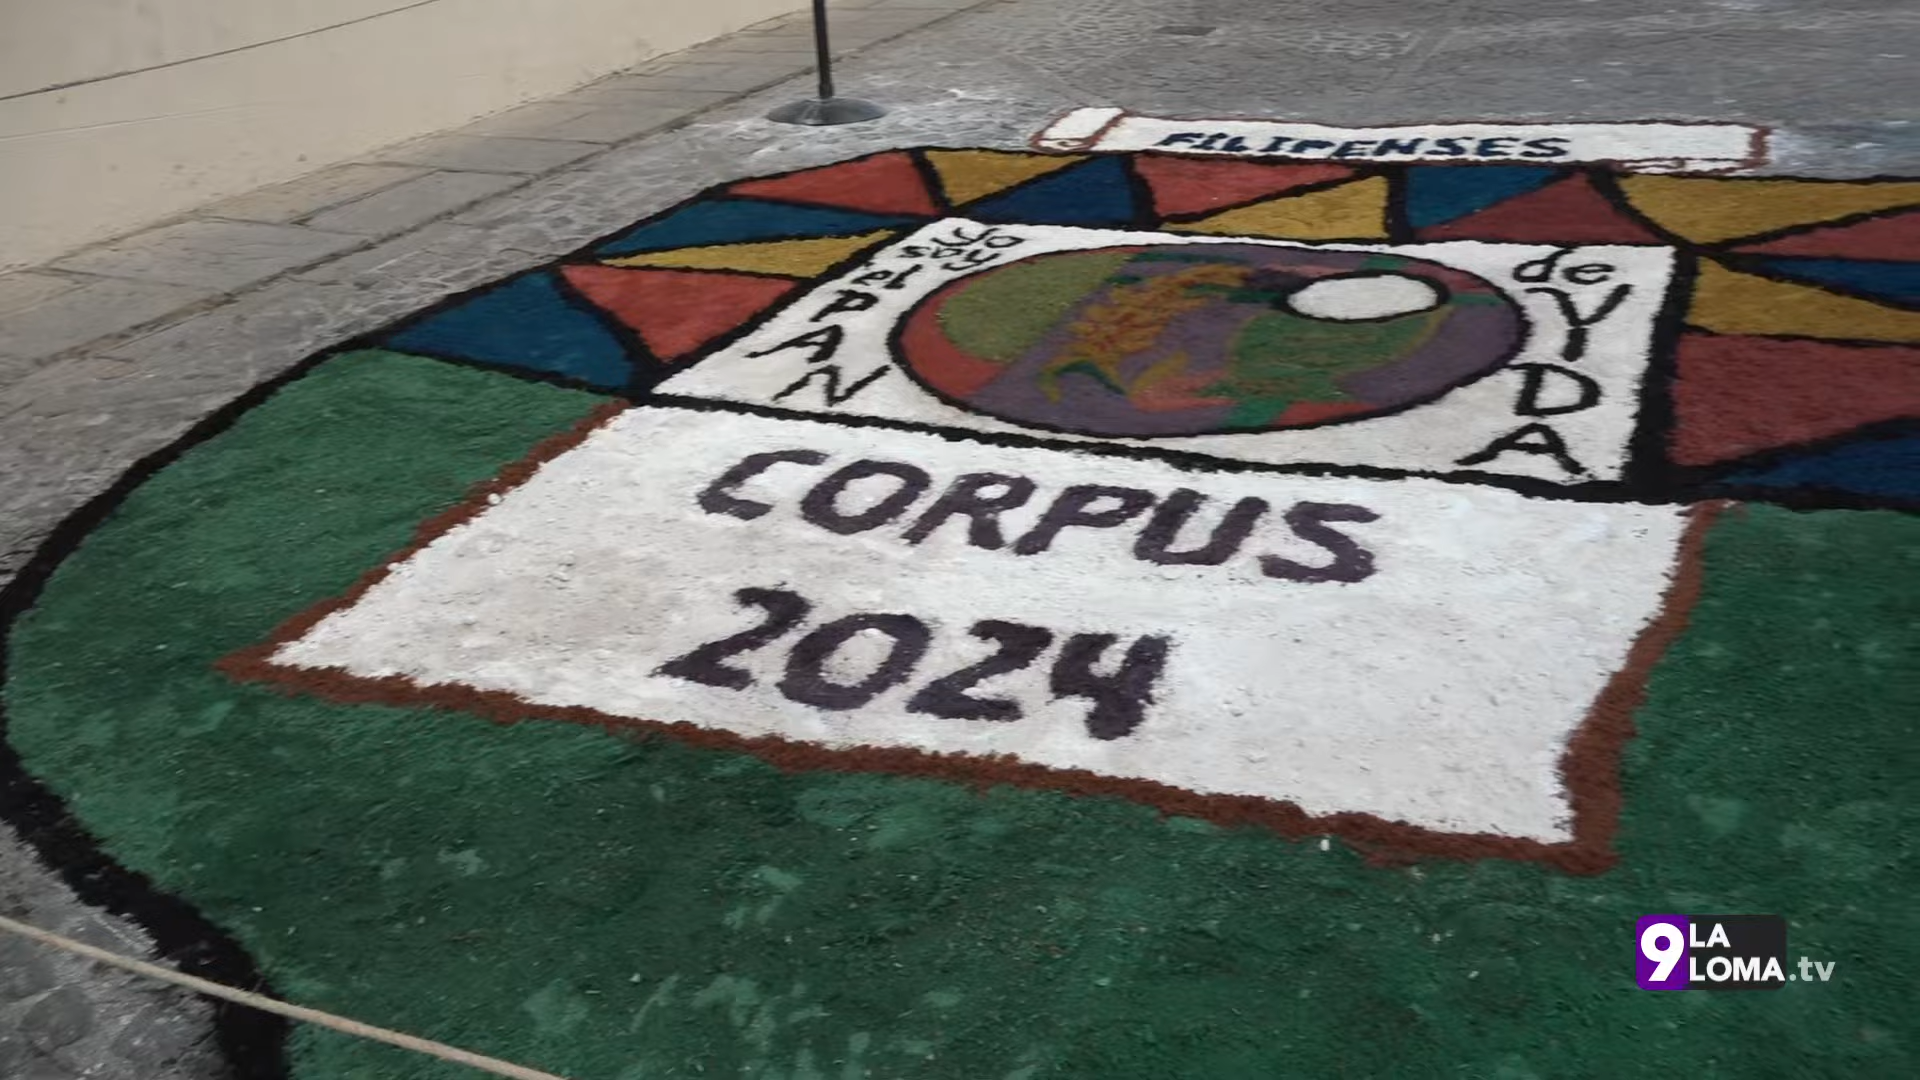 FILIPENSES
YO SOY
el PAN
de VIDA
CORPUS
2024
9 LA
LOMA.tv